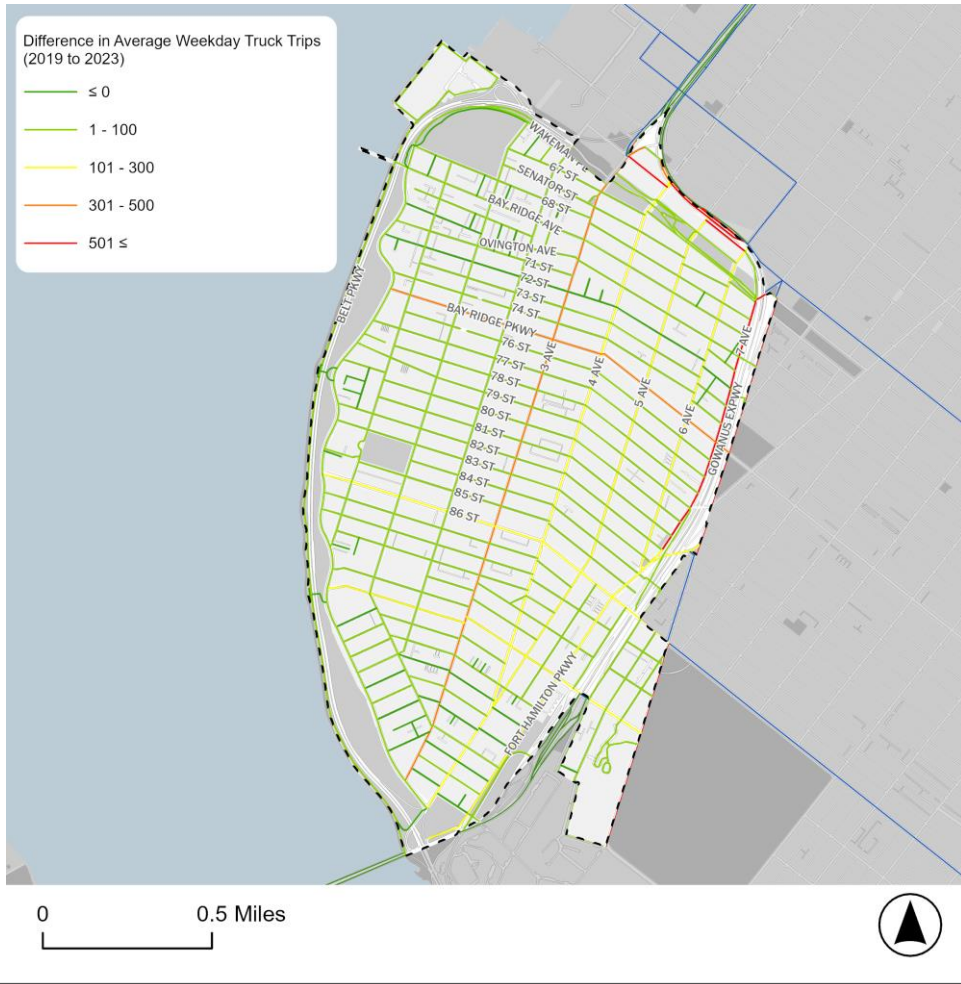 Difference in Average Weekday Truck Trips
(2019 to 2023)
≤ 0
1 - 100
101 - 300
301 - 500
501 ≤
WAKEMAN PL
67 ST
SENATOR ST
68 ST
BAY RIDGE AVE
OVINGTON AVE
71 ST
72 ST
73 ST
74 ST
BELT PKWY
BAY RIDGE PKWY
76 ST
77 ST
78 ST
79 ST
80 ST
81 ST
82 ST
83 ST
84 ST
85 ST
86 ST
3 AVE
4 AVE
5 AVE
6 AVE
7 AVE
GOWANUS EXPWY
FORT HAMILTON PKWY
0
0.5 Miles